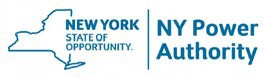 NEW YORK
STATE OF
OPPORTUNITY.
NY Power
Authority